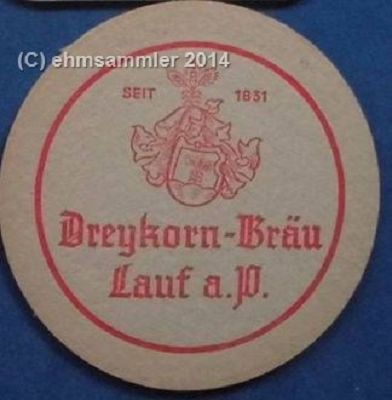 (C) ehmsammler 2014
SEIT 1831
Dreykorn-Bräu
Lauf a.P.